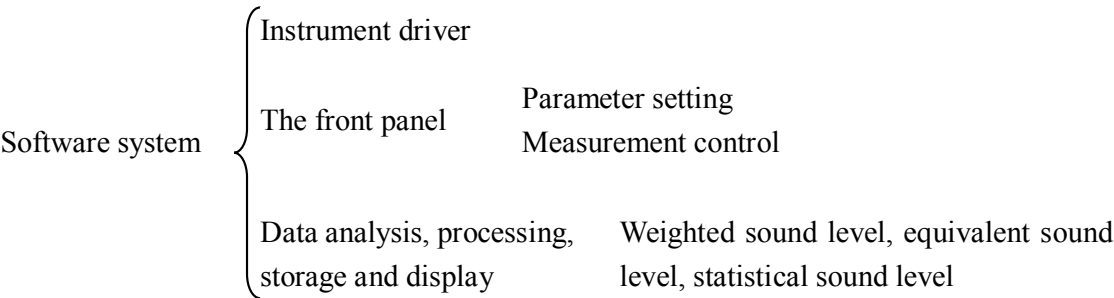 Instrument driver
Parameter setting
The front panel
Software system
Measurement control
Data analysis, processing,
storage and display
Weighted sound level, equivalent sound
level, statistical sound level